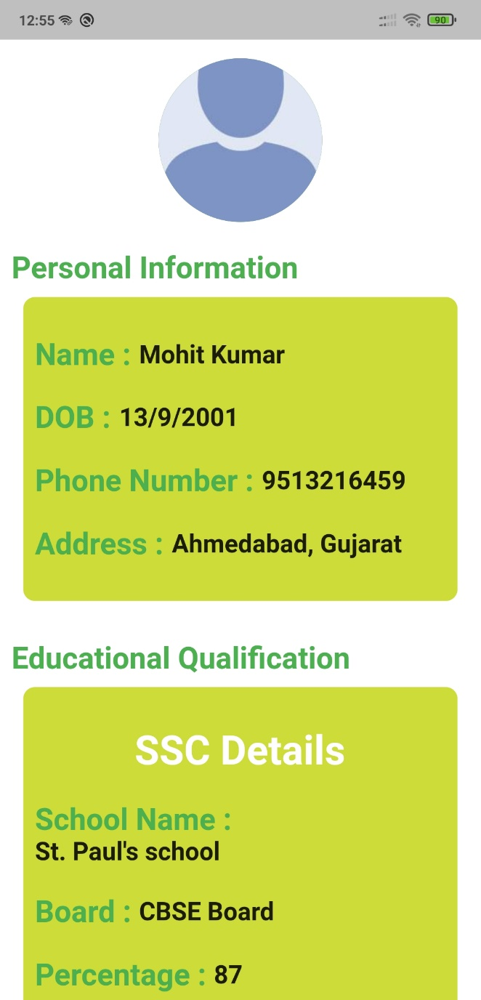 12:55
90
Personal Information
Name : Mohit Kumar
DOB : 13/9/2001
Phone Number : 9513216459
Address : Ahmedabad, Gujarat
Educational Qualification
SSC Details
School Name :
St. Paul's school
Board : CBSE Board
Percentage : 87